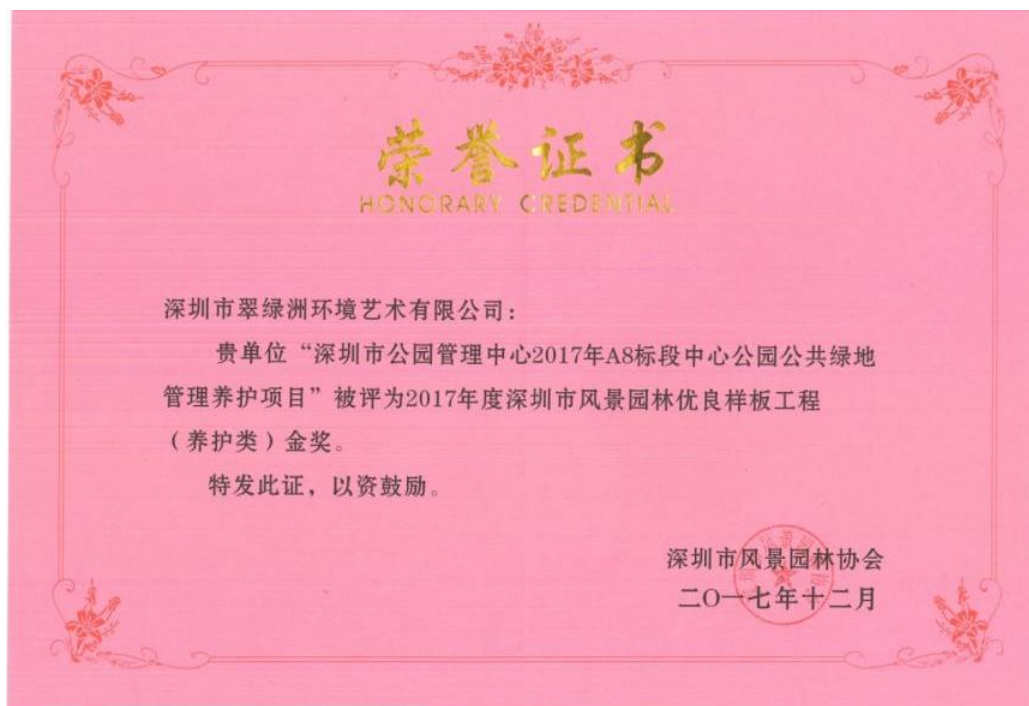 荣誉证书
HONORARY CREDENTIAL
深圳市翠绿洲环境艺术有限公司：
贵单位“深圳市公园管理中心2017年A8标段中心公园公共绿地
管理养护项目”被评为2017年度深圳市风景园林优良样板工程
（养护类）金奖。
特发此证，以资鼓励。
深圳市风景园林协会
二〇一七年十二月